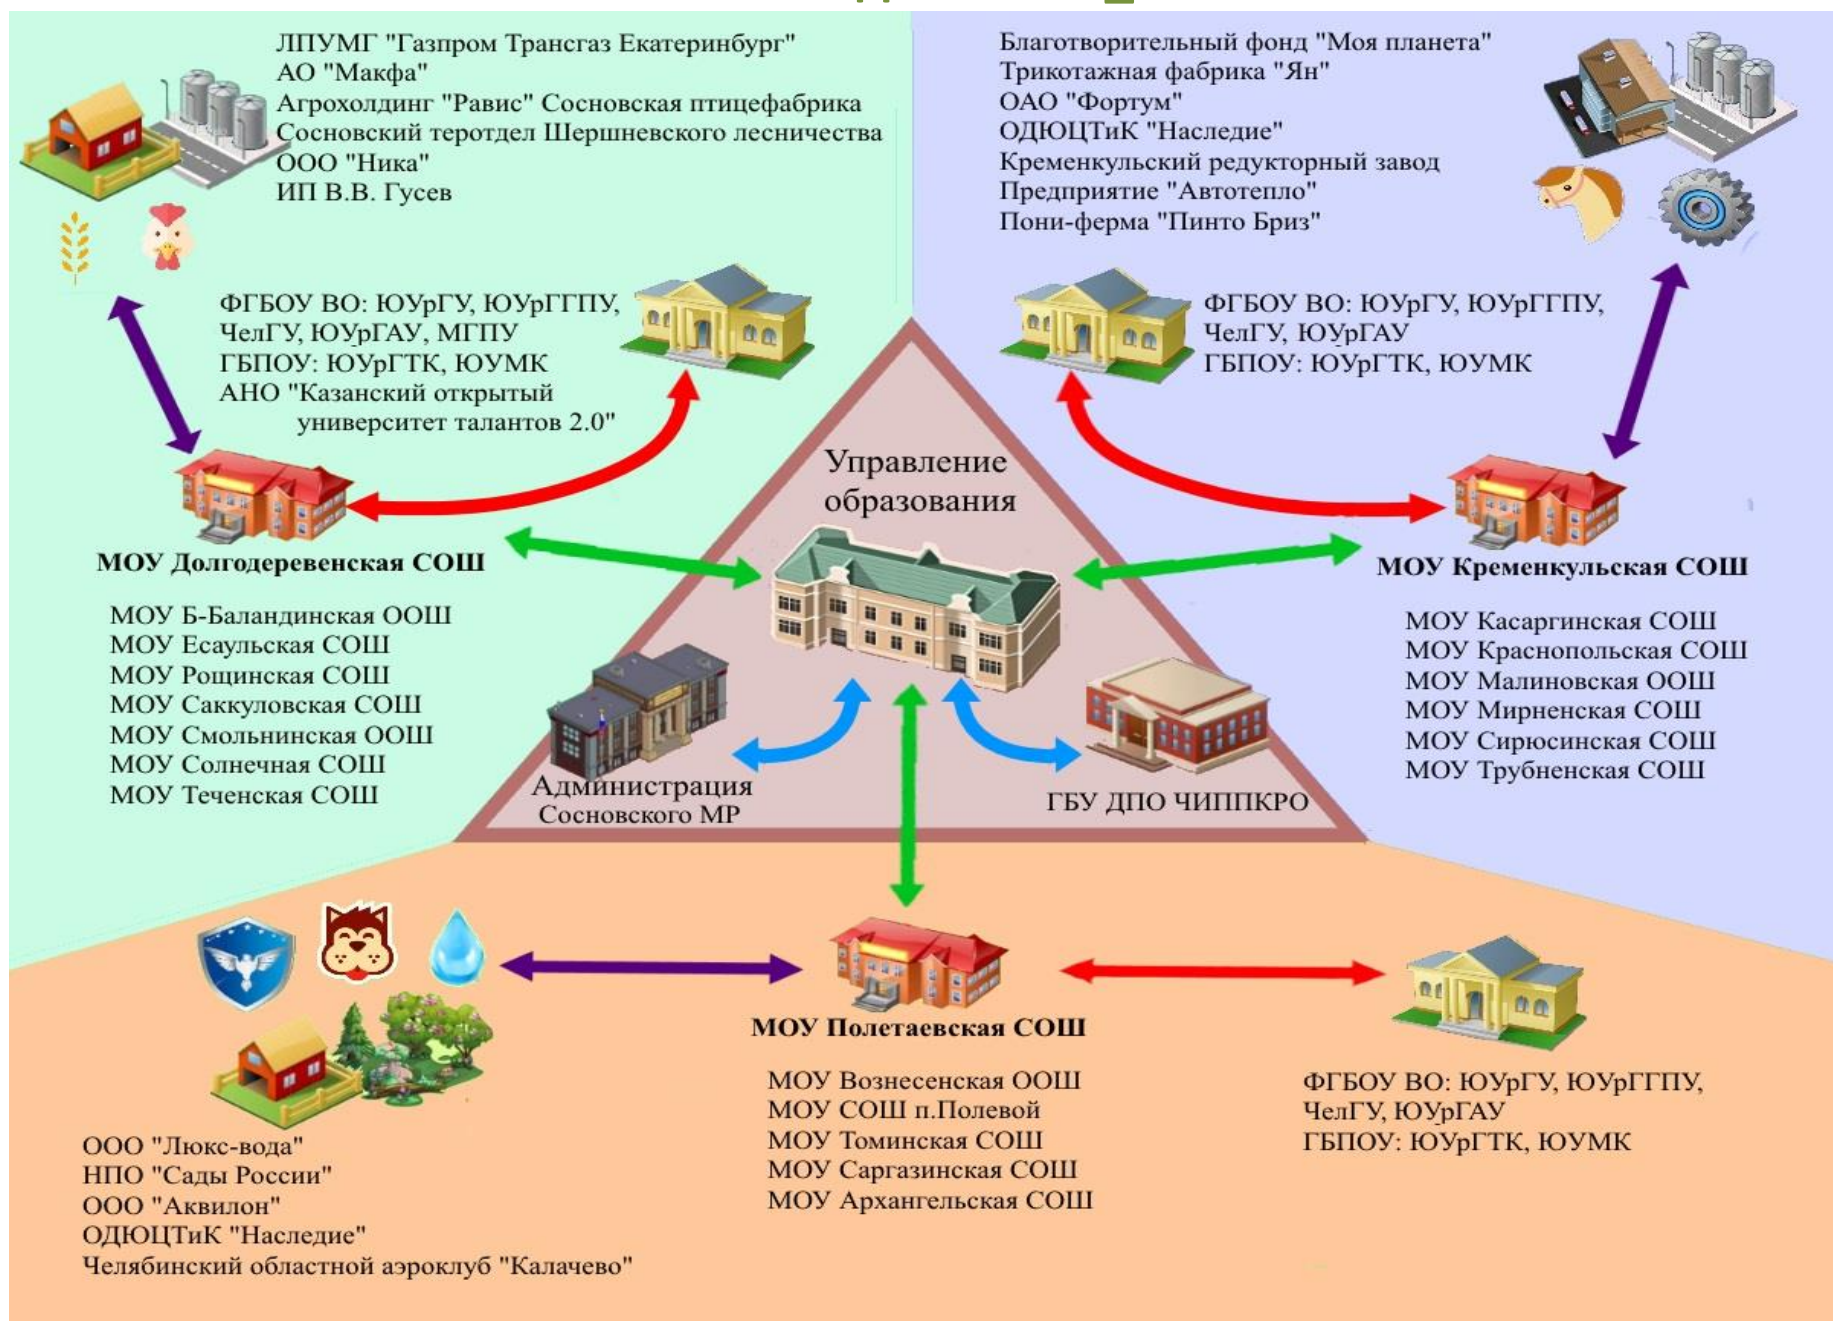 ЛПУМГ "Газпром Трансгаз Екатеринбург"
АО "Макфа"
Агрохолдинг "Равис" Сосновская птицефабрика
Сосновский теротдел Шершневского лесничества
ООО "Ника"
ИП В.В. Гусев
ФГБОУ ВО: ЮУрГУ, ЮУрГГПУ,
ЧелГУ, ЮУрГАУ, МГПУ
ГБПОУ: ЮУрГТК, ЮУМК
АНО "Казанский открытый
университет талантов 2.0"
МОУ Долгодеревенская СОШ
МОУ Б-Баландинская ООШ
МОУ Есаульская СОШ
МОУ Рощинская СОШ
МОУ Саккуловская СОШ
МОУ Смольнинская ООШ
МОУ Солнечная СОШ
МОУ Теченская СОШ
Благотворительный фонд "Моя планета"
Трикотажная фабрика "Ян"
ОАО "Фортум"
ОДЮЦТиК "Наследие"
Кременкульский редукторный завод
Предприятие "Автотепло"
Пони-ферма "Пинто Бриз"
ФГБОУ ВО: ЮУрГУ, ЮУрГГПУ,
ЧелГУ, ЮУрГАУ
ГБПОУ: ЮУрГТК, ЮУМК
МОУ Кременкульская СОШ
МОУ Касаргинская СОШ
МОУ Краснопольская СОШ
МОУ Малиновская ООШ
МОУ Мирненская СОШ
МОУ Сирюсинская СОШ
МОУ Трубненская СОШ
Управление
образования
Администрация
Сосновского МР
ГБУ ДПО ЧИППКРО
МОУ Полетаевская СОШ
МОУ Вознесенская ООШ
МОУ СОШ п.Полевой
МОУ Томинская СОШ
МОУ Саргазинская СОШ
МОУ Архангельская СОШ
ООО "Люкс-вода"
НПО "Сады России"
ООО "Аквилон"
ОДЮЦТиК "Наследие"
Челябинский областной аэроклуб "Калачево"
ФГБОУ ВО: ЮУрГУ, ЮУрГГПУ,
ЧелГУ, ЮУрГАУ
ГБПОУ: ЮУрГТК, ЮУМК